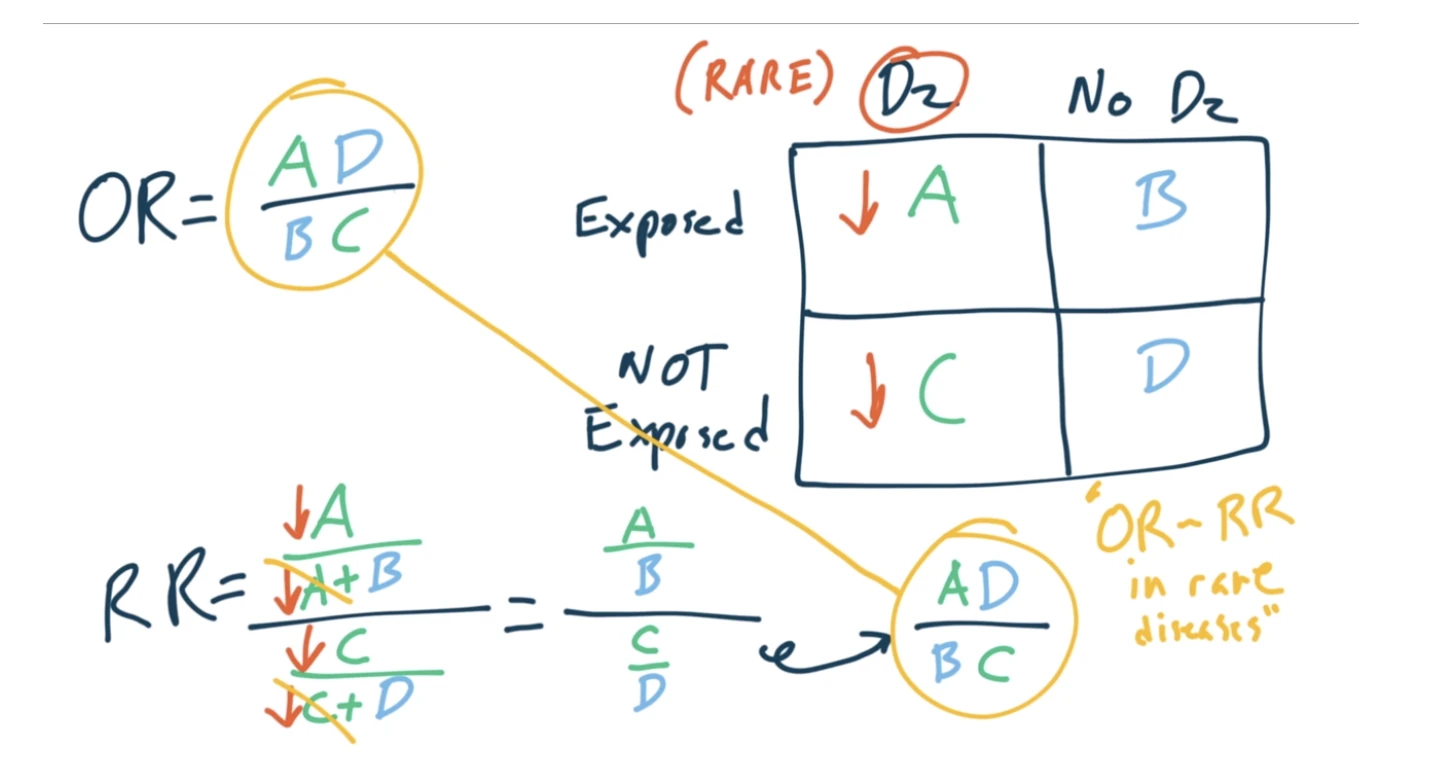 (RARE) Dz No Dz
OR = AD / BC
Exposed ↓ A B
NOT
Exposed ↓ C D
RR = (↓A / (↓A + B)) / (↓C / (↓C + D)) = (A / B) / (C / D) → AD / BC
"OR ~ RR
in rare
diseases"